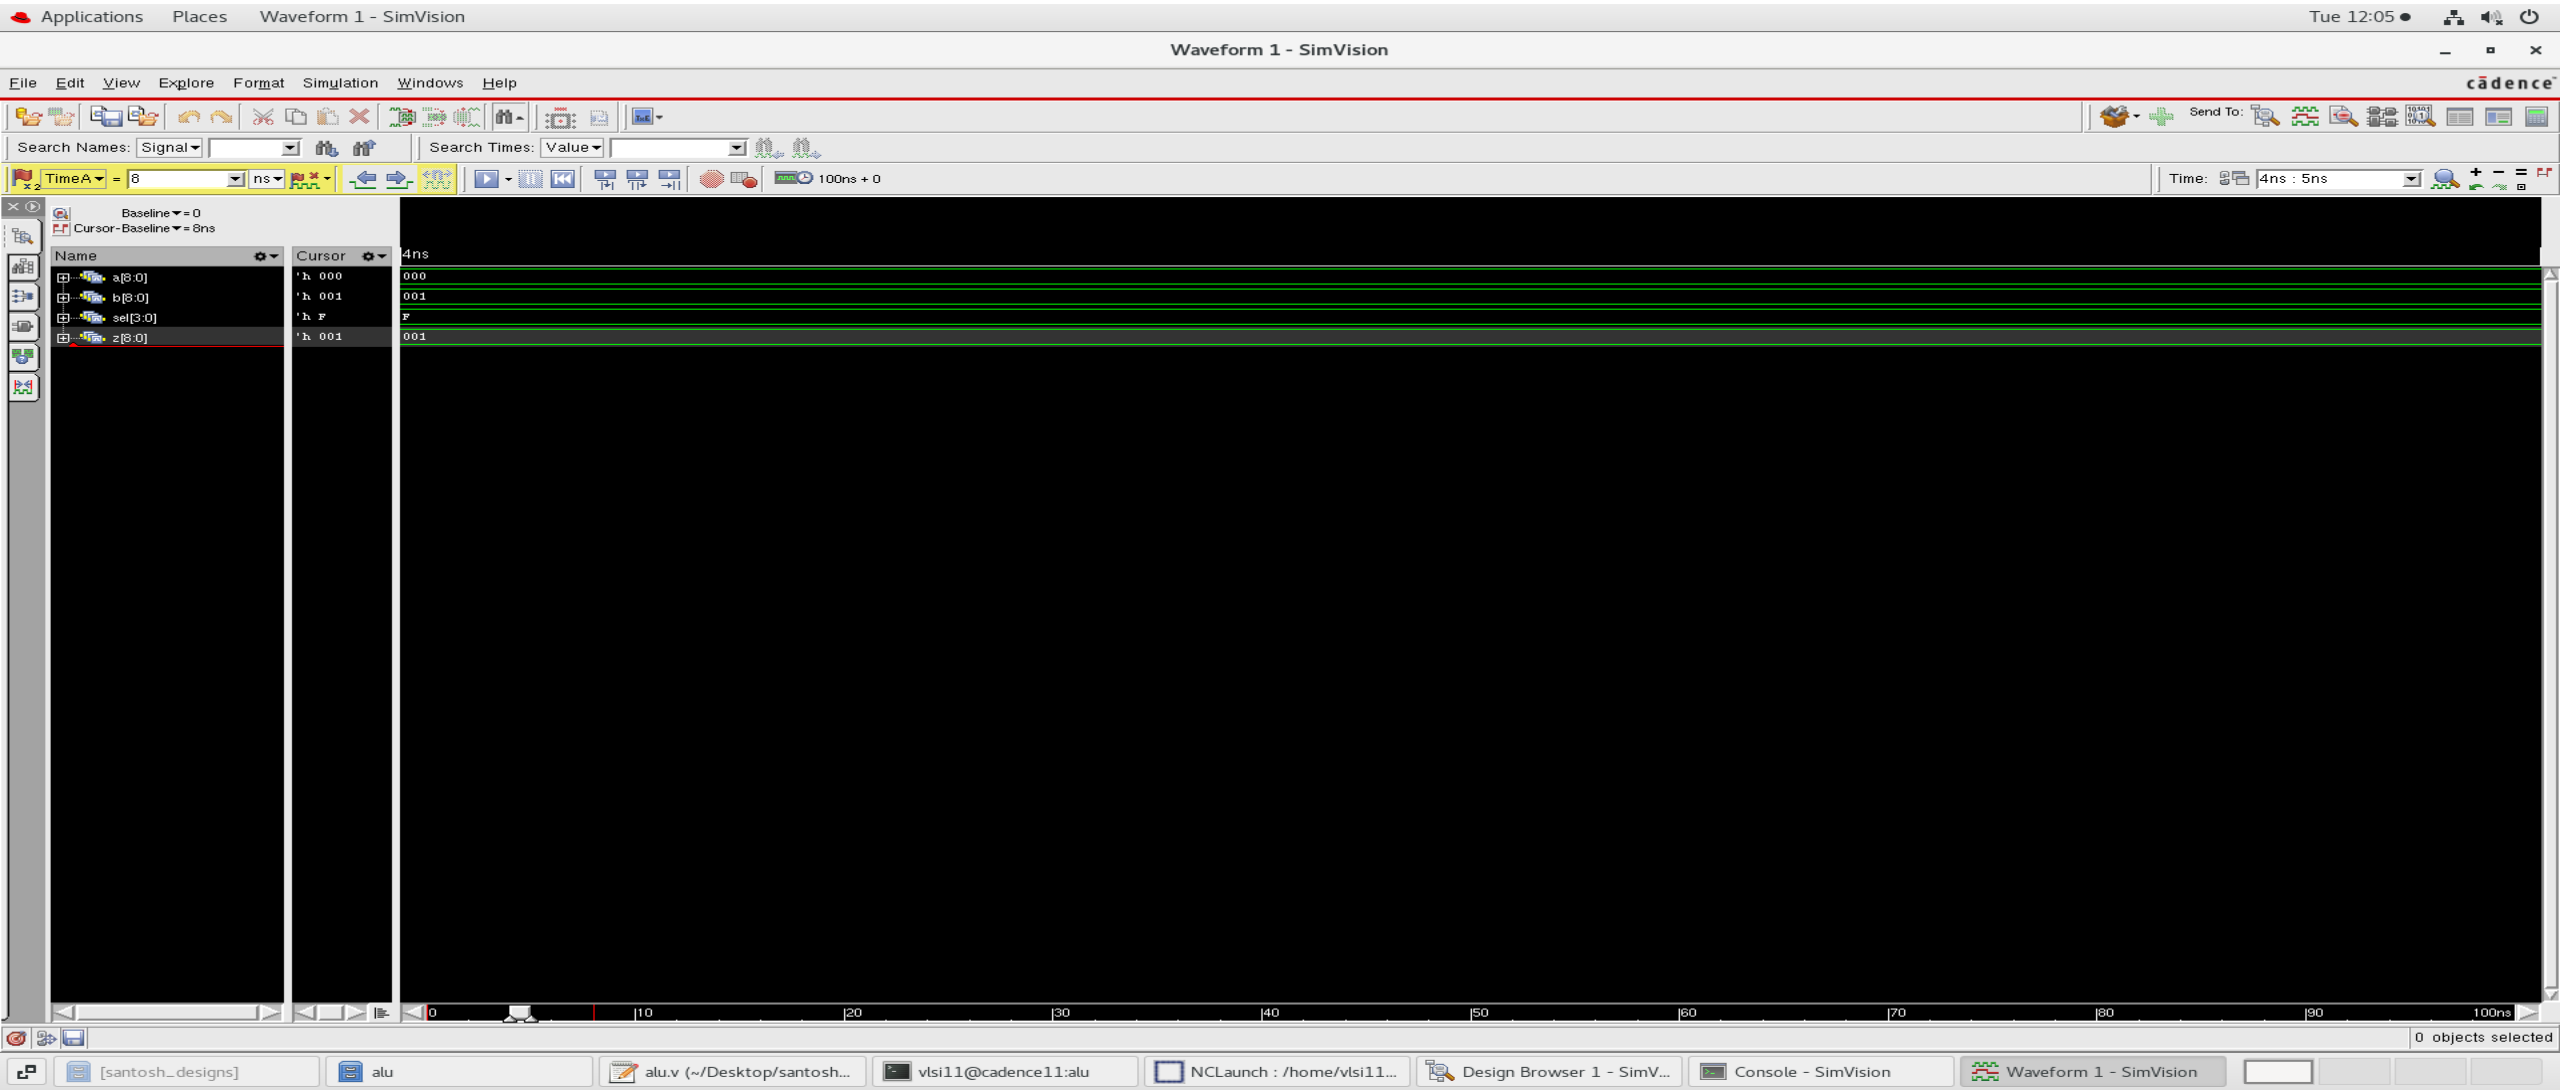 Applications Places Waveform 1 - SimVision Tue 12:05
Waveform 1 - SimVision
File Edit View Explore Format Simulation Windows Help cādence
Send To:
Search Names: Signal Search Times: Value
TimeA = 8 ns 100ns + 0 Time: 4ns : 5ns
Baseline = 0
Cursor-Baseline = 8ns
Name Cursor 4ns
a[8:0] 'h 000 000
b[8:0] 'h 001 001
sel[3:0] 'h F F
z[8:0] 'h 001 001
0 10 20 30 40 50 60 70 80 90 100ns
0 objects selected
[santosh_designs] alu alu.v (~/Desktop/santosh... vlsi11@cadence11:alu NCLaunch : /home/vlsi11... Design Browser 1 - SimV... Console - SimVision Waveform 1 - SimVision